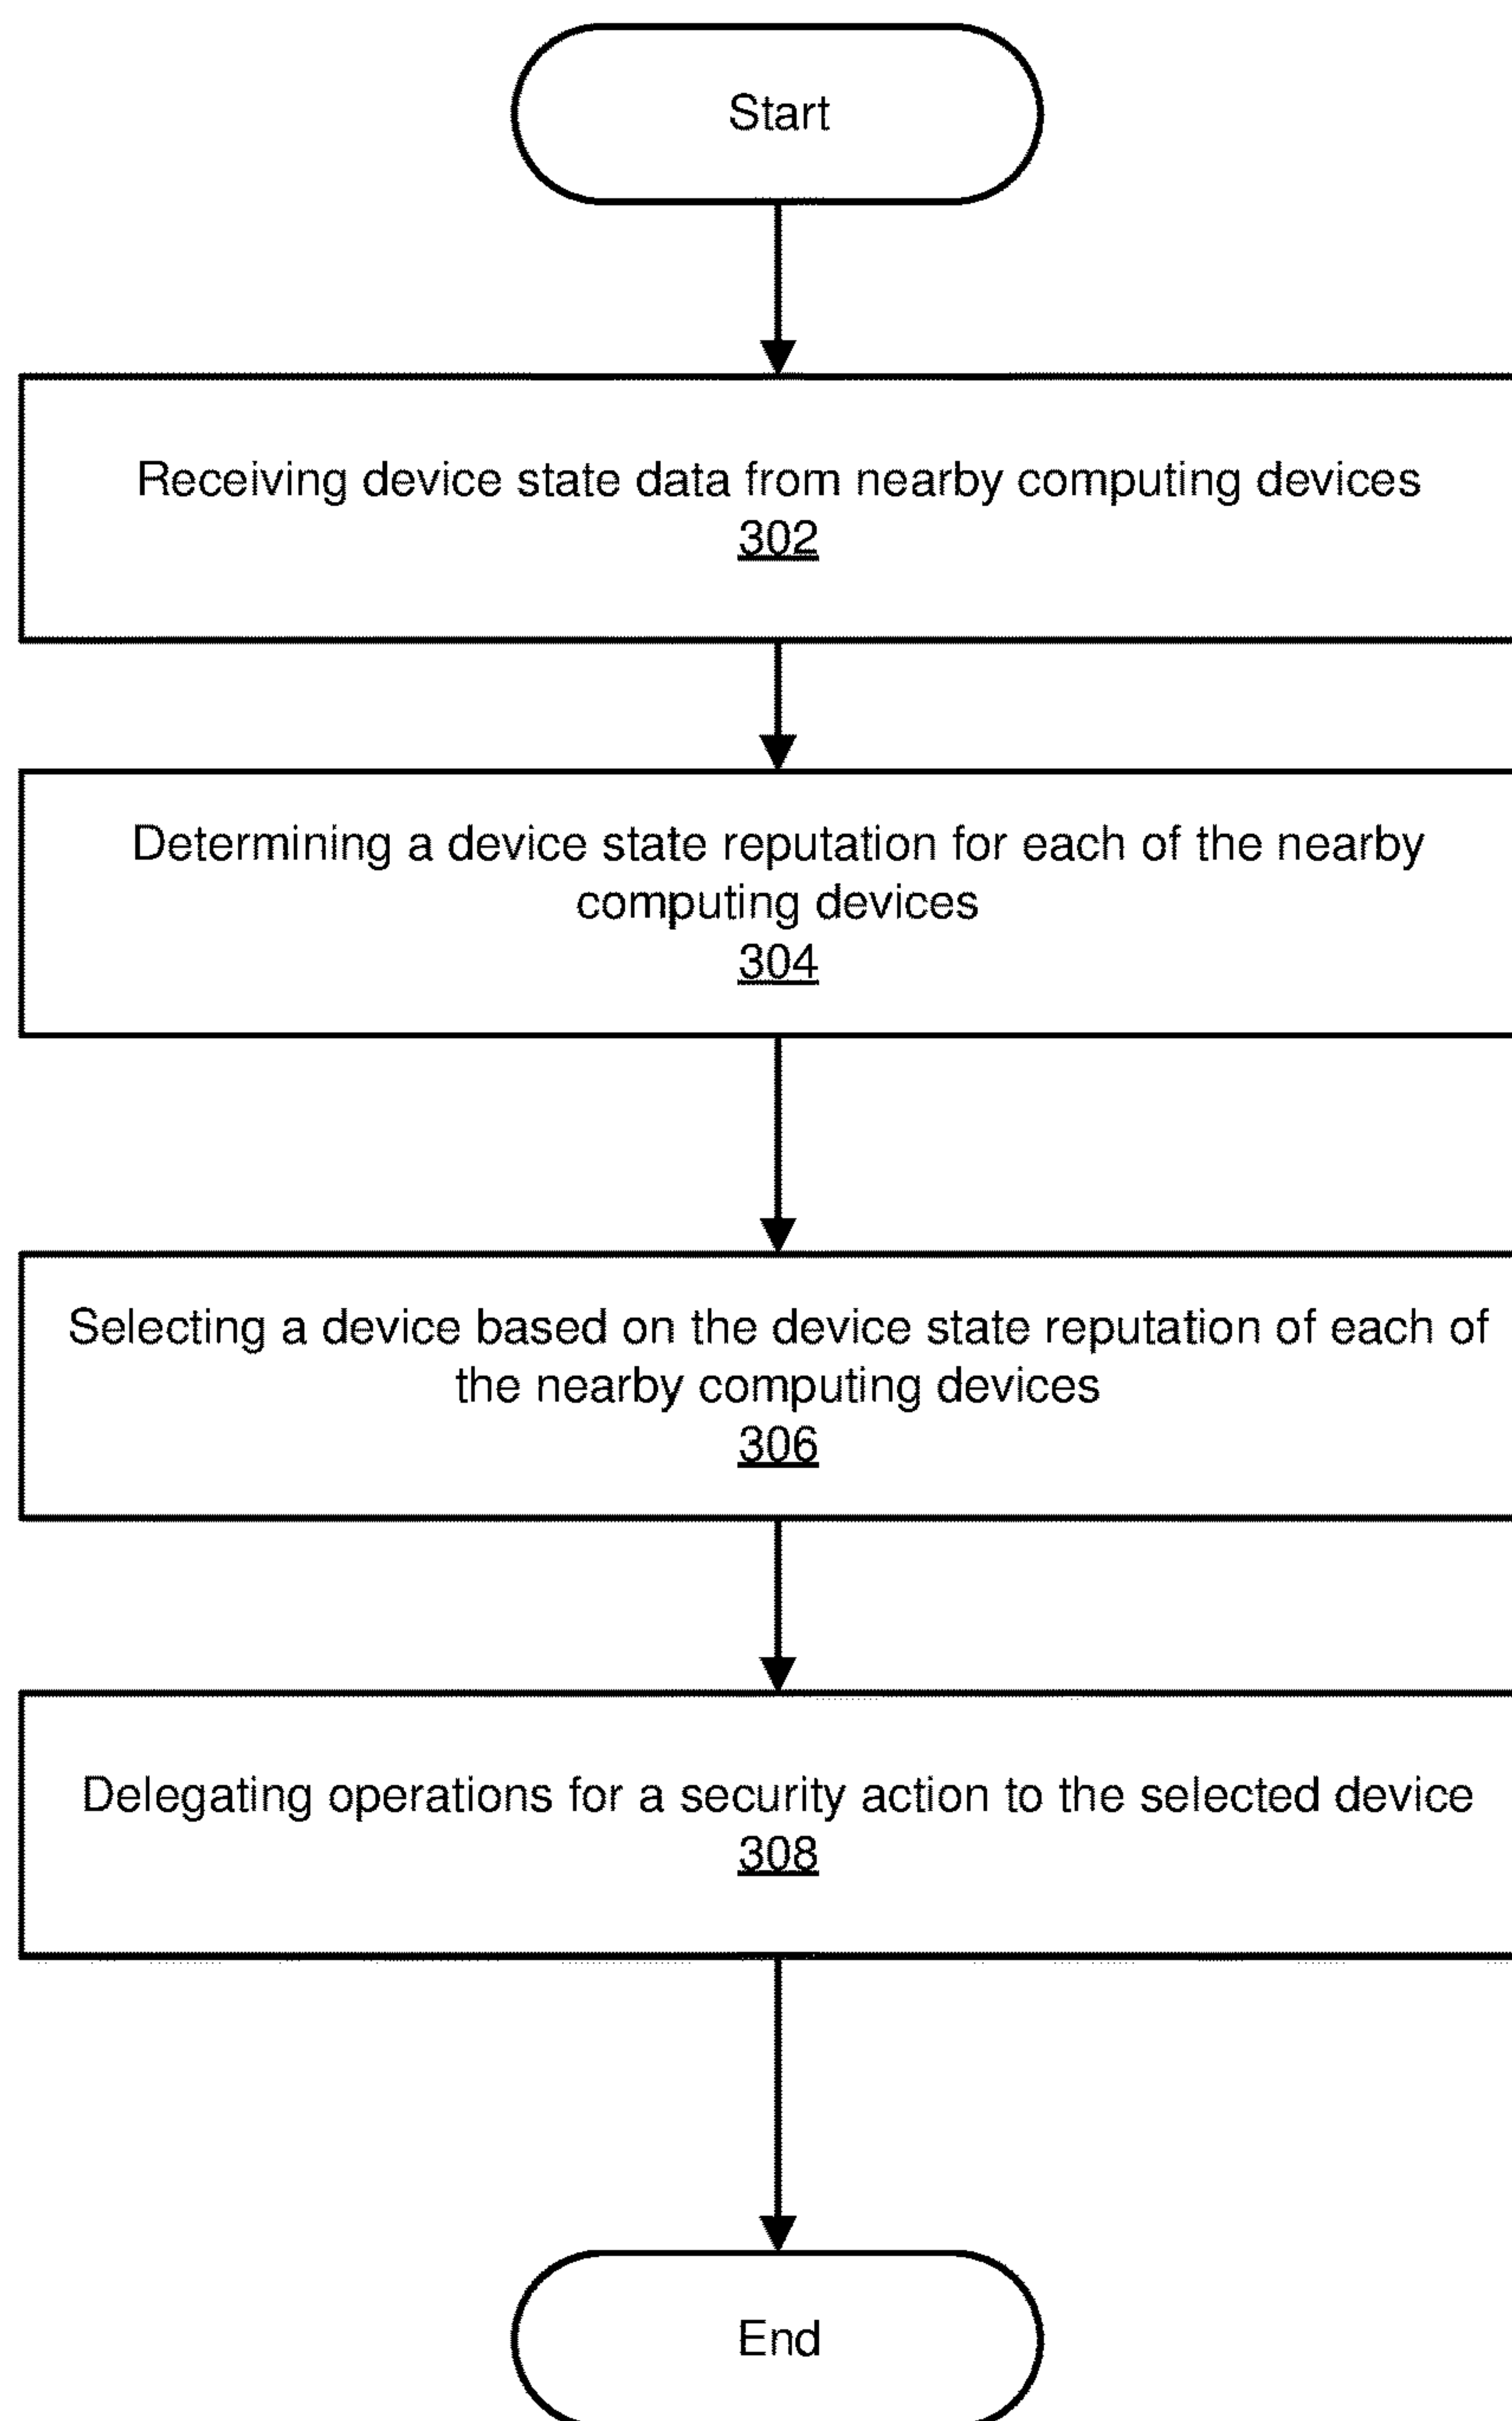 Start
Receiving device state data from nearby computing devices
302
Determining a device state reputation for each of the nearby
computing devices
304
Selecting a device based on the device state reputation of each of
the nearby computing devices
306
Delegating operations for a security action to the selected device
308
End